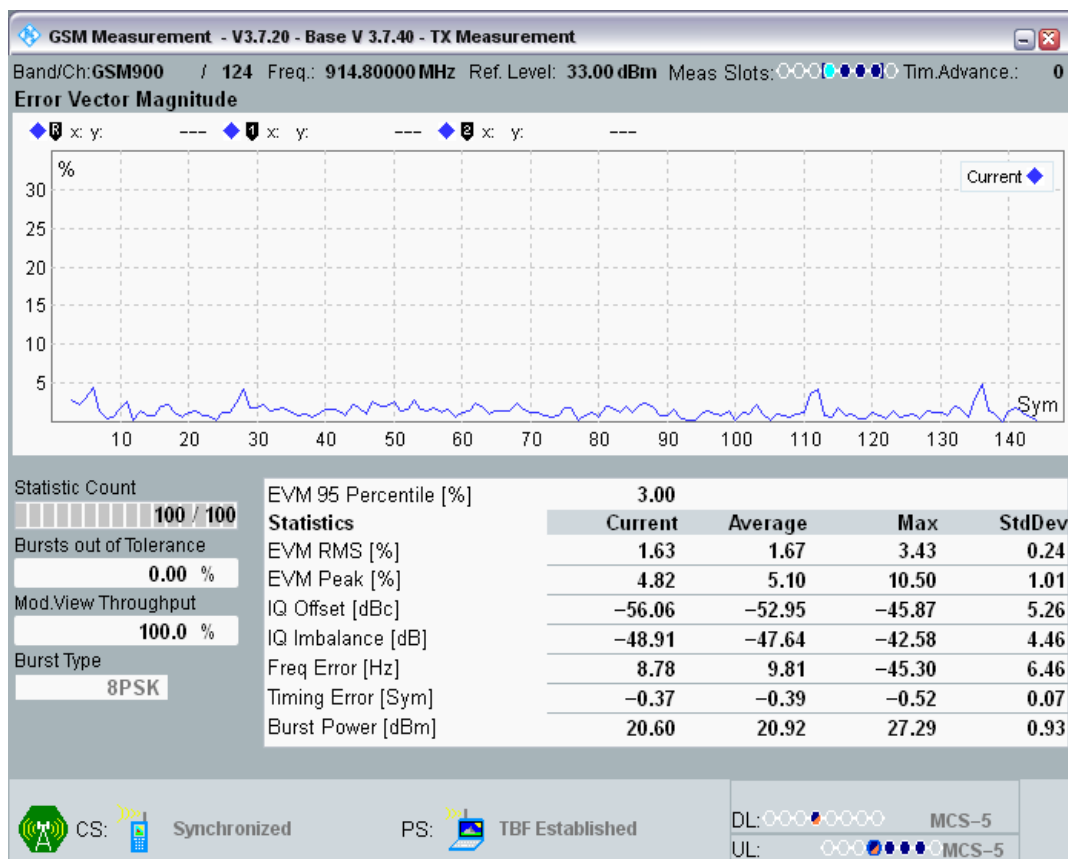 GSM Measurement - V3.7.20 - Base V 3.7.40 - TX Measurement
Band/Ch:GSM900 / 124 Freq.: 914.80000 MHz Ref. Level: 33.00 dBm Meas Slots: Tim.Advance.: 0
Error Vector Magnitude
R x: y: --- 1 x: y: --- 2 x: y: ---
%
Current
30
25
20
15
10
5
Sym
10 20 30 40 50 60 70 80 90 100 110 120 130 140
Statistic Count
100 / 100
Bursts out of Tolerance
0.00 %
Mod.View Throughput
100.0 %
Burst Type
8PSK
EVM 95 Percentile [%] 3.00
Statistics Current Average Max StdDev
EVM RMS [%] 1.63 1.67 3.43 0.24
EVM Peak [%] 4.82 5.10 10.50 1.01
IQ Offset [dBc] −56.06 −52.95 −45.87 5.26
IQ Imbalance [dB] −48.91 −47.64 −42.58 4.46
Freq Error [Hz] 8.78 9.81 −45.30 6.46
Timing Error [Sym] −0.37 −0.39 −0.52 0.07
Burst Power [dBm] 20.60 20.92 27.29 0.93
CS: Synchronized PS: TBF Established
DL: MCS−5
UL: MCS−5